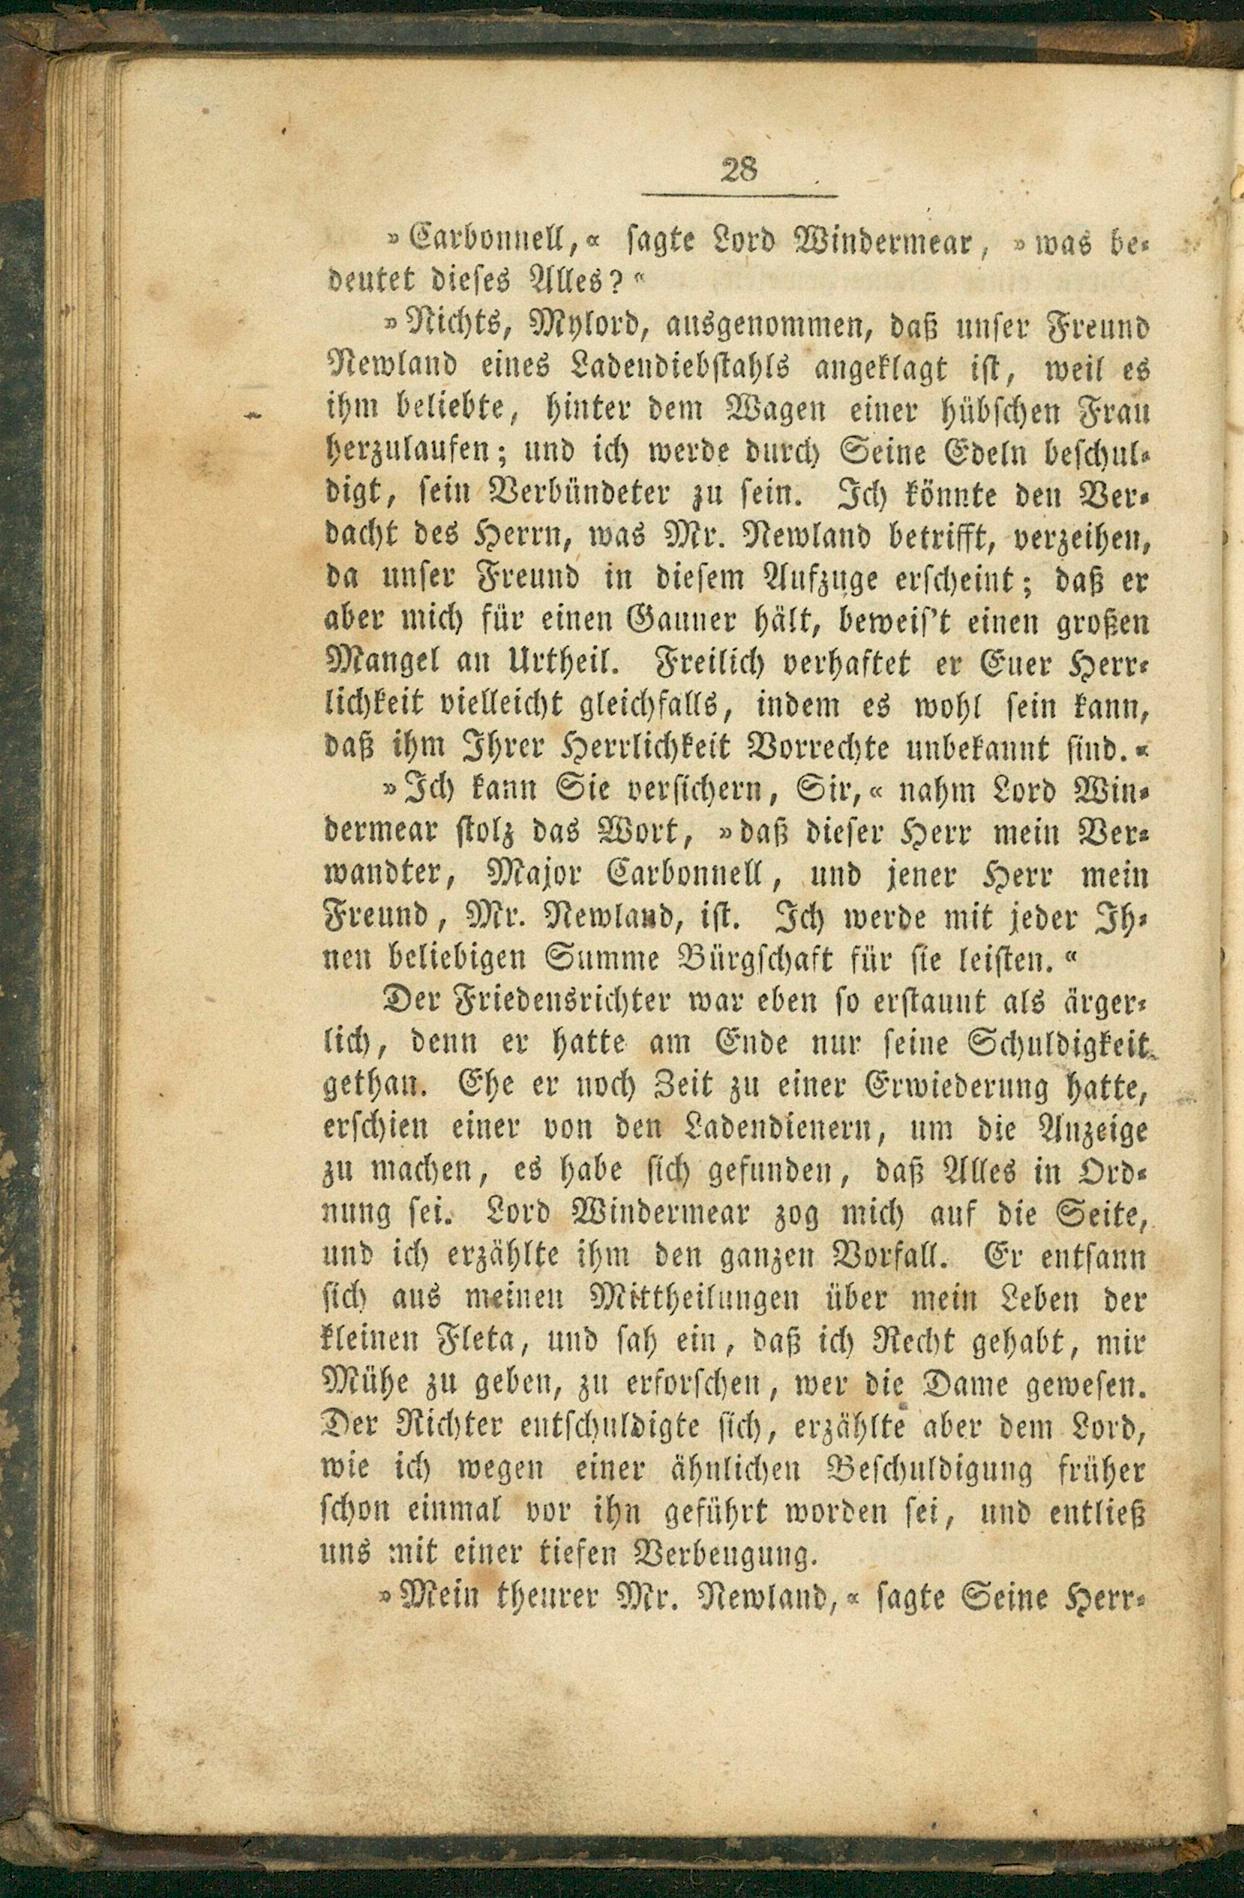 28
»Carbonnell,« sagte Lord Windermear, »was be-
deutet dieses Alles?«
»Nichts, Mylord, ausgenommen, daß unser Freund
Newland eines Ladendiebstahls angeklagt ist, weil es
ihm beliebte, hinter dem Wagen einer hübschen Frau
herzulaufen; und ich werde durch Seine Edeln beschul-
digt, sein Verbündeter zu sein. Ich könnte den Ver-
dacht des Herrn, was Mr. Newland betrifft, verzeihen,
da unser Freund in diesem Aufzuge erscheint; daß er
aber mich für einen Gauner hält, beweis't einen großen
Mangel an Urtheil. Freilich verhaftet er Euer Herr-
lichkeit vielleicht gleichfalls, indem es wohl sein kann,
daß ihm Ihrer Herrlichkeit Vorrechte unbekannt sind.«
»Ich kann Sie versichern, Sir,« nahm Lord Win-
dermear stolz das Wort, »daß dieser Herr mein Ver-
wandter, Major Carbonnell, und jener Herr mein
Freund, Mr. Newland, ist. Ich werde mit jeder Ih-
nen beliebigen Summe Bürgschaft für sie leisten.«
Der Friedensrichter war eben so erstaunt als ärger-
lich, denn er hatte am Ende nur seine Schuldigkeit
gethan. Ehe er noch Zeit zu einer Erwiederung hatte,
erschien einer von den Ladendienern, um die Anzeige
zu machen, es habe sich gefunden, daß Alles in Ord-
nung sei. Lord Windermear zog mich auf die Seite,
und ich erzählte ihm den ganzen Vorfall. Er entsann
sich aus meinen Mittheilungen über mein Leben der
kleinen Fleta, und sah ein, daß ich Recht gehabt, mir
Mühe zu geben, zu erforschen, wer die Dame gewesen.
Der Richter entschuldigte sich, erzählte aber dem Lord,
wie ich wegen einer ähnlichen Beschuldigung früher
schon einmal vor ihn geführt worden sei, und entließ
uns mit einer tiefen Verbeugung.
»Mein theurer Mr. Newland,« sagte Seine Herr-